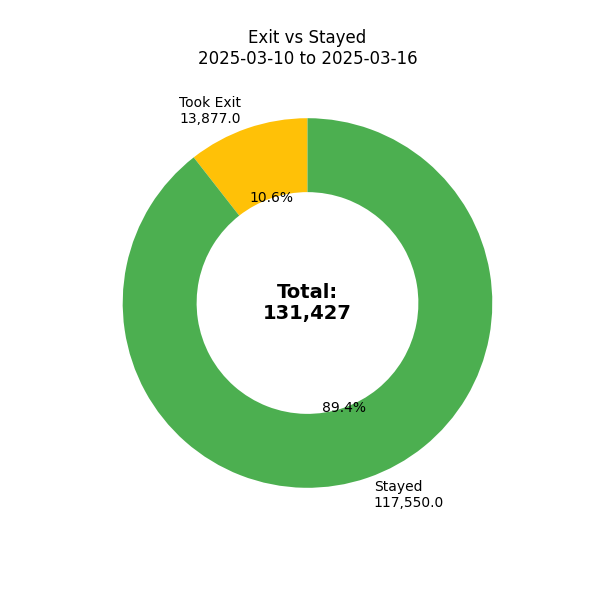 Exit vs Stayed
2025-03-10 to 2025-03-16
Took Exit
13,877.0
10.6%
Total:
131,427
89.4%
Stayed
117,550.0